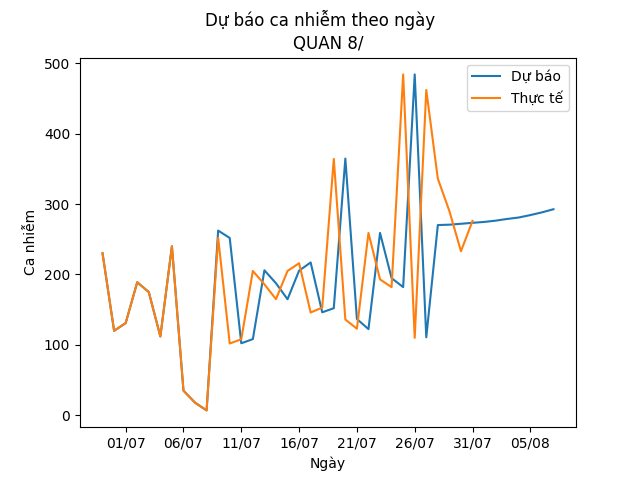 Dự báo ca nhiễm theo ngày
QUAN 8/
Dự báo
Thực tế
Ca nhiễm
500
400
300
200
100
0
01/07 06/07 11/07 16/07 21/07 26/07 31/07 05/08
Ngày